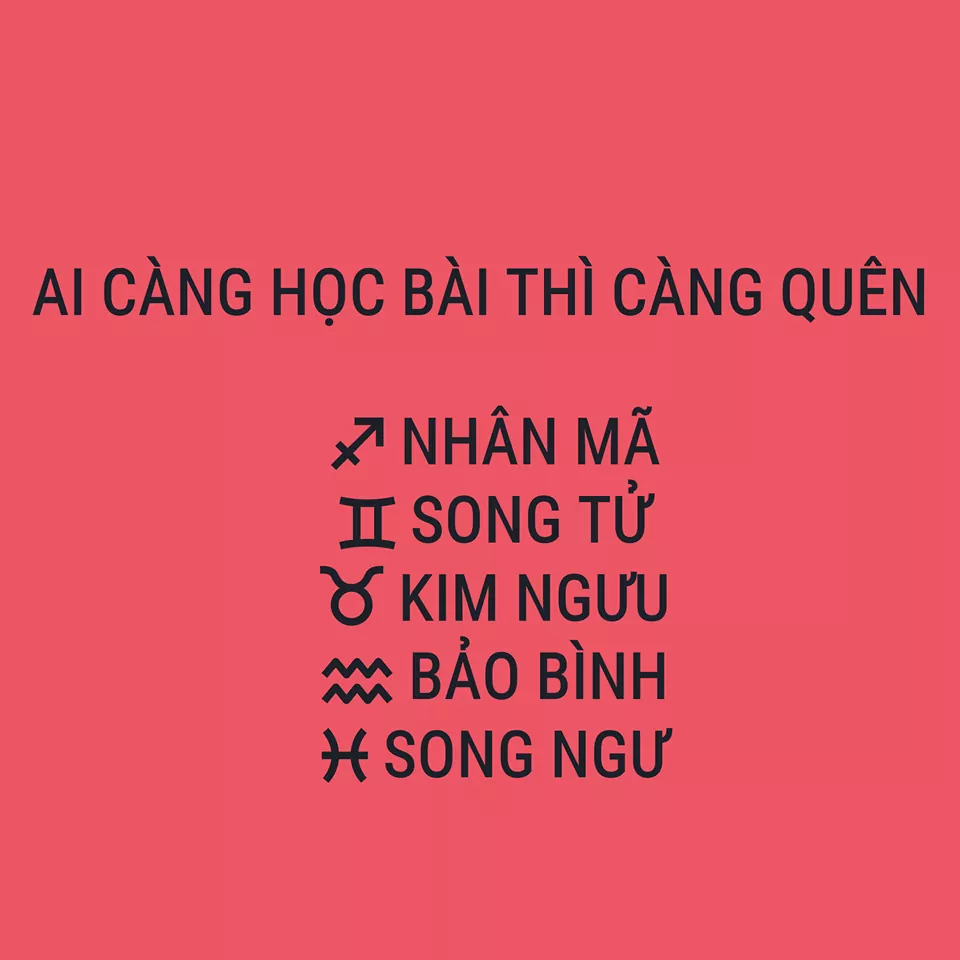 AI CÀNG HỌC BÀI THÌ CÀNG QUÊN
♐ NHÂN MÃ
♊ SONG TỬ
♉ KIM NGƯU
♒ BẢO BÌNH
♓ SONG NGƯ